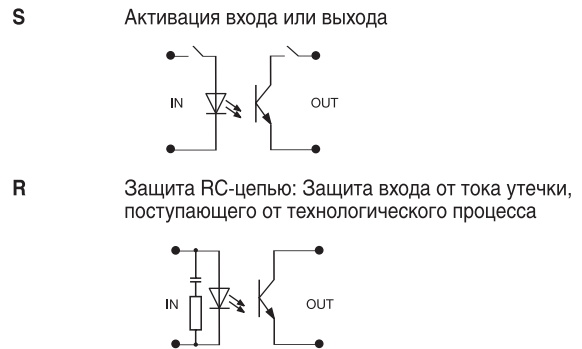 S Активация входа или выхода
IN OUT
R Защита RC-цепью: Защита входа от тока утечки,
поступающего от технологического процесса
IN OUT